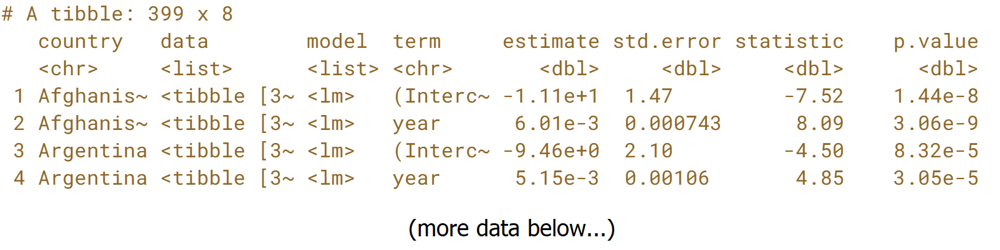 # A tibble: 399 x 8
country data model term estimate std.error statistic p.value
<chr> <list> <list> <chr> <dbl> <dbl> <dbl> <dbl>
1 Afghanis~ <tibble [3~ <lm> (Interc~ -1.11e+1 1.47 -7.52 1.44e-8
2 Afghanis~ <tibble [3~ <lm> year 6.01e-3 0.000743 8.09 3.06e-9
3 Argentina <tibble [3~ <lm> (Interc~ -9.46e+0 2.10 -4.50 8.32e-5
4 Argentina <tibble [3~ <lm> year 5.15e-3 0.00106 4.85 3.05e-5
(more data below...)